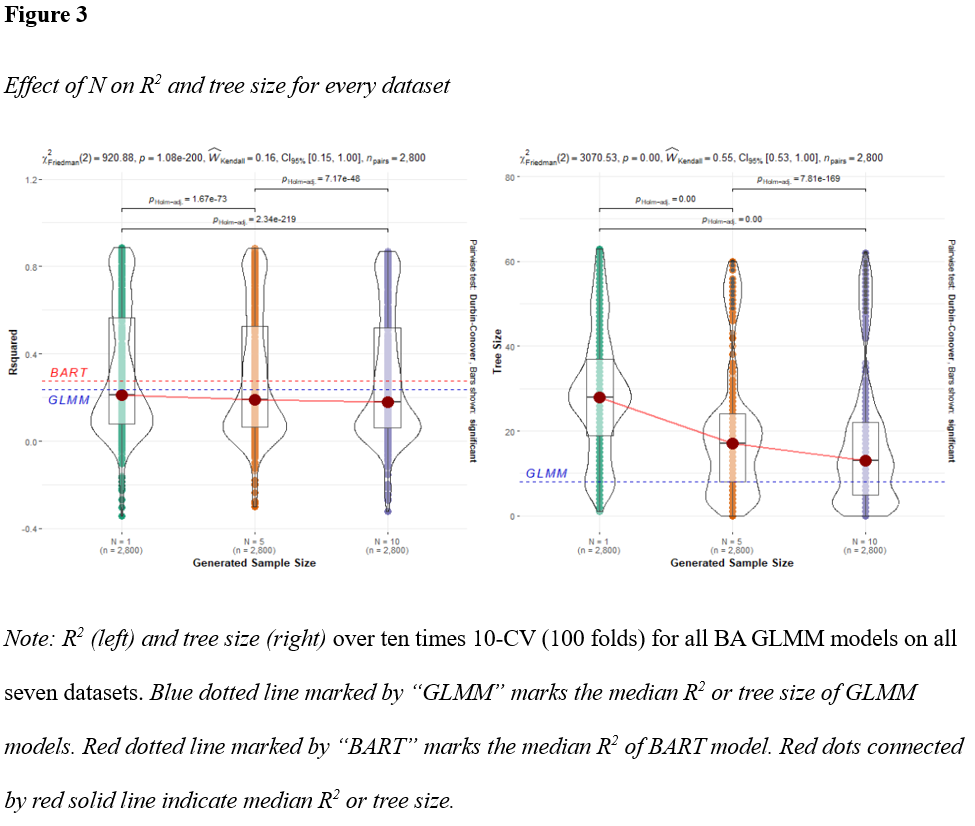 Figure 3
Effect of N on R² and tree size for every dataset
χ²Friedman(2) = 920.88, p = 1.08e-200, ŴKendall = 0.16, CI95% [0.15, 1.00], npairs = 2,800
pHolm-adj. = 7.17e-48
pHolm-adj. = 1.67e-73
pHolm-adj. = 2.34e-219
1.2
0.8
0.4
0.0
-0.4
Rsquared
BART
GLMM
N = 1
(n = 2,800)
N = 5
(n = 2,800)
N = 10
(n = 2,800)
Generated Sample Size
Pairwise test: Durbin-Conover, Bars shown: significant
χ²Friedman(2) = 3070.53, p = 0.00, ŴKendall = 0.55, CI95% [0.53, 1.00], npairs = 2,800
pHolm-adj. = 7.81e-169
pHolm-adj. = 0.00
pHolm-adj. = 0.00
80
60
40
20
0
Tree Size
GLMM
N = 1
(n = 2,800)
N = 5
(n = 2,800)
N = 10
(n = 2,800)
Generated Sample Size
Pairwise test: Durbin-Conover, Bars shown: significant
Note: R² (left) and tree size (right) over ten times 10-CV (100 folds) for all BA GLMM models on all
seven datasets. Blue dotted line marked by “GLMM” marks the median R² or tree size of GLMM
models. Red dotted line marked by “BART” marks the median R² of BART model. Red dots connected
by red solid line indicate median R² or tree size.